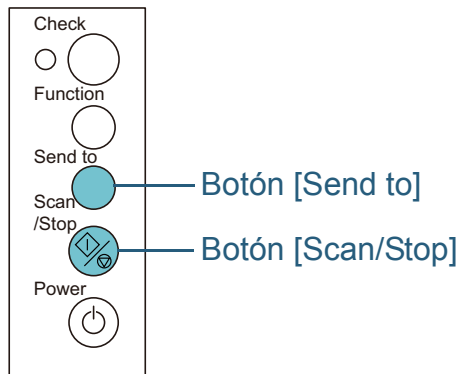 Check
Function
Send to
Botón [Send to]
Scan
/Stop
Botón [Scan/Stop]
Power